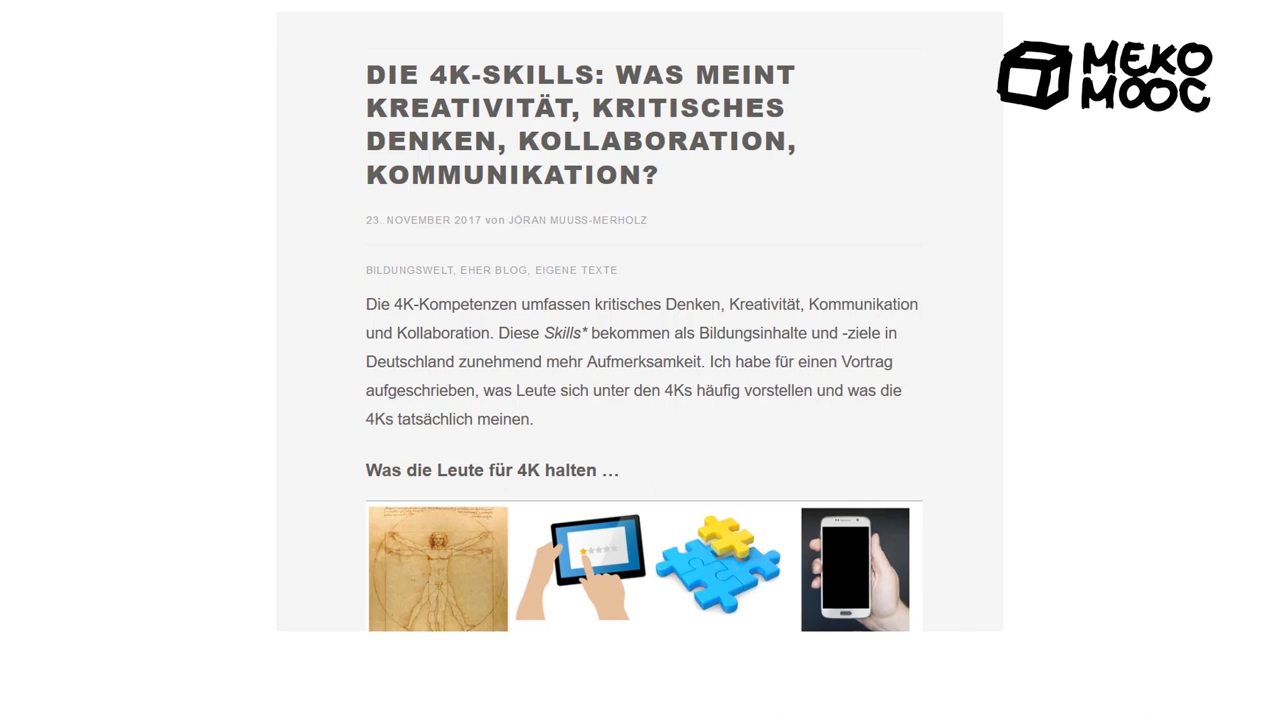 MEKO
MOOC
DIE 4K-SKILLS: WAS MEINT
KREATIVITÄT, KRITISCHES
DENKEN, KOLLABORATION,
KOMMUNIKATION?
23. NOVEMBER 2017 von JÖRAN MUUSS-MERHOLZ
BILDUNGSWELT, EHER BLOG, EIGENE TEXTE
Die 4K-Kompetenzen umfassen kritisches Denken, Kreativität, Kommunikation
und Kollaboration. Diese Skills* bekommen als Bildungsinhalte und -ziele in
Deutschland zunehmend mehr Aufmerksamkeit. Ich habe für einen Vortrag
aufgeschrieben, was Leute sich unter den 4Ks häufig vorstellen und was die
4Ks tatsächlich meinen.
Was die Leute für 4K halten …